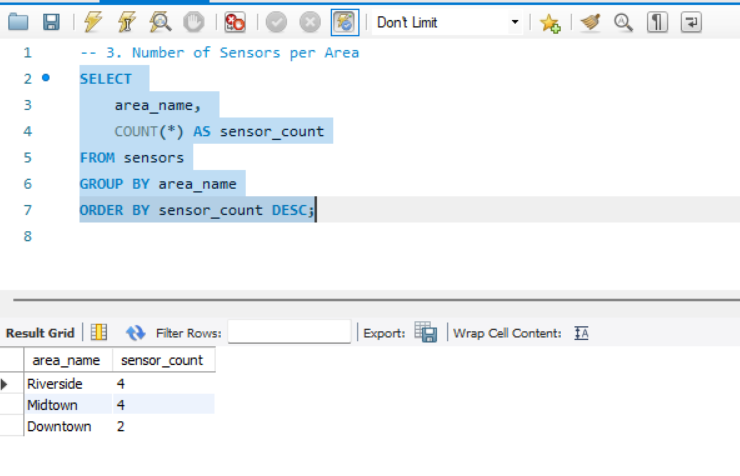 Don't Limit
1 -- 3. Number of Sensors per Area
2 SELECT
3 area_name,
4 COUNT(*) AS sensor_count
5 FROM sensors
6 GROUP BY area_name
7 ORDER BY sensor_count DESC;
8
Result Grid Filter Rows: Export: Wrap Cell Content:
area_name sensor_count
Riverside 4
Midtown 4
Downtown 2